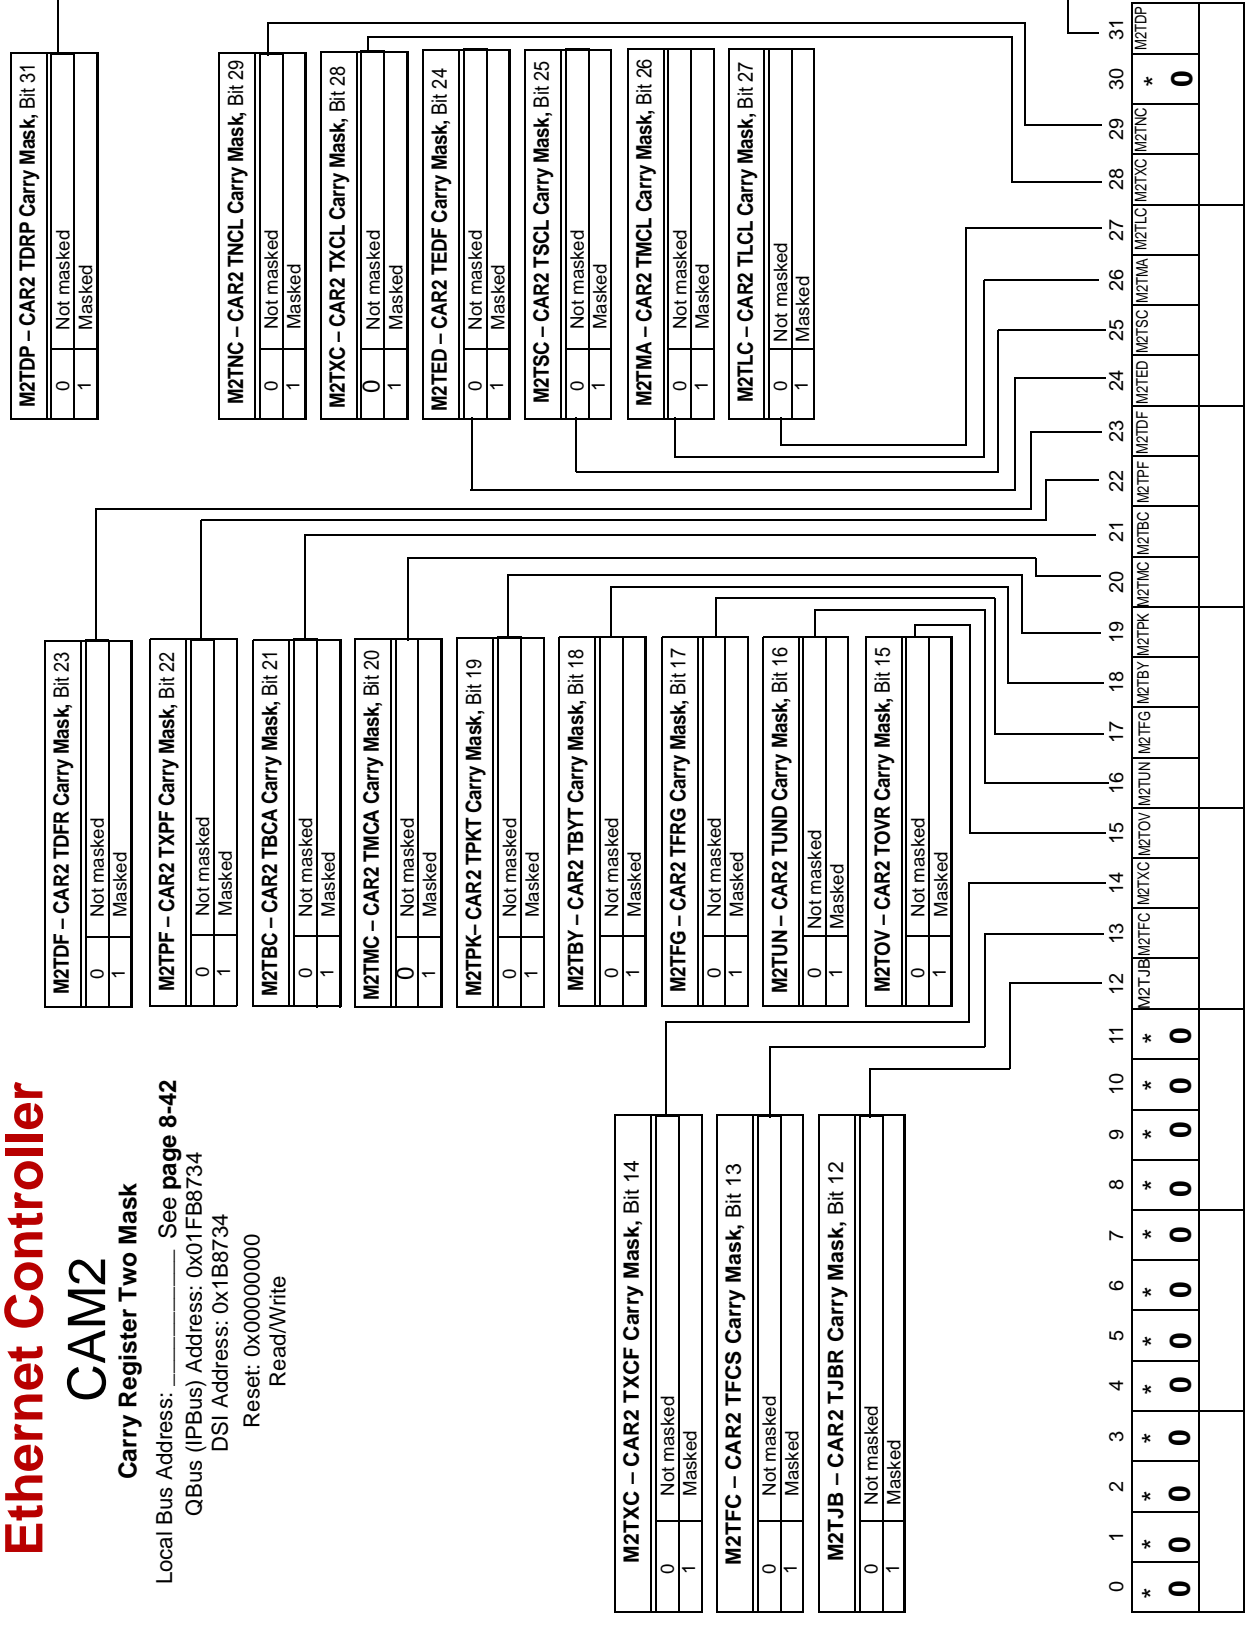 Ethernet Controller
CAM2
Carry Register Two Mask
Local Bus Address: __________ See page 8-42
QBus (IPBus) Address: 0x01FB8734
DSI Address: 0x1B8734
Reset: 0x00000000
Read/Write
M2TDP – CAR2 TDRP Carry Mask, Bit 31
0 Not masked
1 Masked
M2TNC – CAR2 TNCL Carry Mask, Bit 29
0 Not masked
1 Masked
M2TXC – CAR2 TXCL Carry Mask, Bit 28
0 Not masked
1 Masked
M2TED – CAR2 TEDF Carry Mask, Bit 24
0 Not masked
1 Masked
M2TSC – CAR2 TSCL Carry Mask, Bit 25
0 Not masked
1 Masked
M2TMA – CAR2 TMCL Carry Mask, Bit 26
0 Not masked
1 Masked
M2TLC – CAR2 TLCL Carry Mask, Bit 27
0 Not masked
1 Masked
M2TDF – CAR2 TDFR Carry Mask, Bit 23
0 Not masked
1 Masked
M2TPF – CAR2 TXPF Carry Mask, Bit 22
0 Not masked
1 Masked
M2TBC – CAR2 TBCA Carry Mask, Bit 21
0 Not masked
1 Masked
M2TMC – CAR2 TMCA Carry Mask, Bit 20
0 Not masked
1 Masked
M2TPK– CAR2 TPKT Carry Mask, Bit 19
0 Not masked
1 Masked
M2TBY – CAR2 TBYT Carry Mask, Bit 18
0 Not masked
1 Masked
M2TFG – CAR2 TFRG Carry Mask, Bit 17
0 Not masked
1 Masked
M2TUN – CAR2 TUND Carry Mask, Bit 16
0 Not masked
1 Masked
M2TOV – CAR2 TOVR Carry Mask, Bit 15
0 Not masked
1 Masked
M2TXC – CAR2 TXCF Carry Mask, Bit 14
0 Not masked
1 Masked
M2TFC – CAR2 TFCS Carry Mask, Bit 13
0 Not masked
1 Masked
M2TJB – CAR2 TJBR Carry Mask, Bit 12
0 Not masked
1 Masked
0 1 2 3 4 5 6 7 8 9 10 11 12 13 14 15 16 17 18 19 20 21 22 23 24 25 26 27 28 29 30 31
* * * * * * * * * * * * M2TJB M2TFC M2TXC M2TOV M2TUN M2TFG M2TBY M2TPK M2TMC M2TBC M2TPF M2TDF M2TED M2TSC M2TMA M2TLC M2TXC M2TNC * M2TDP
0 0 0 0 0 0 0 0 0 0 0 0 0